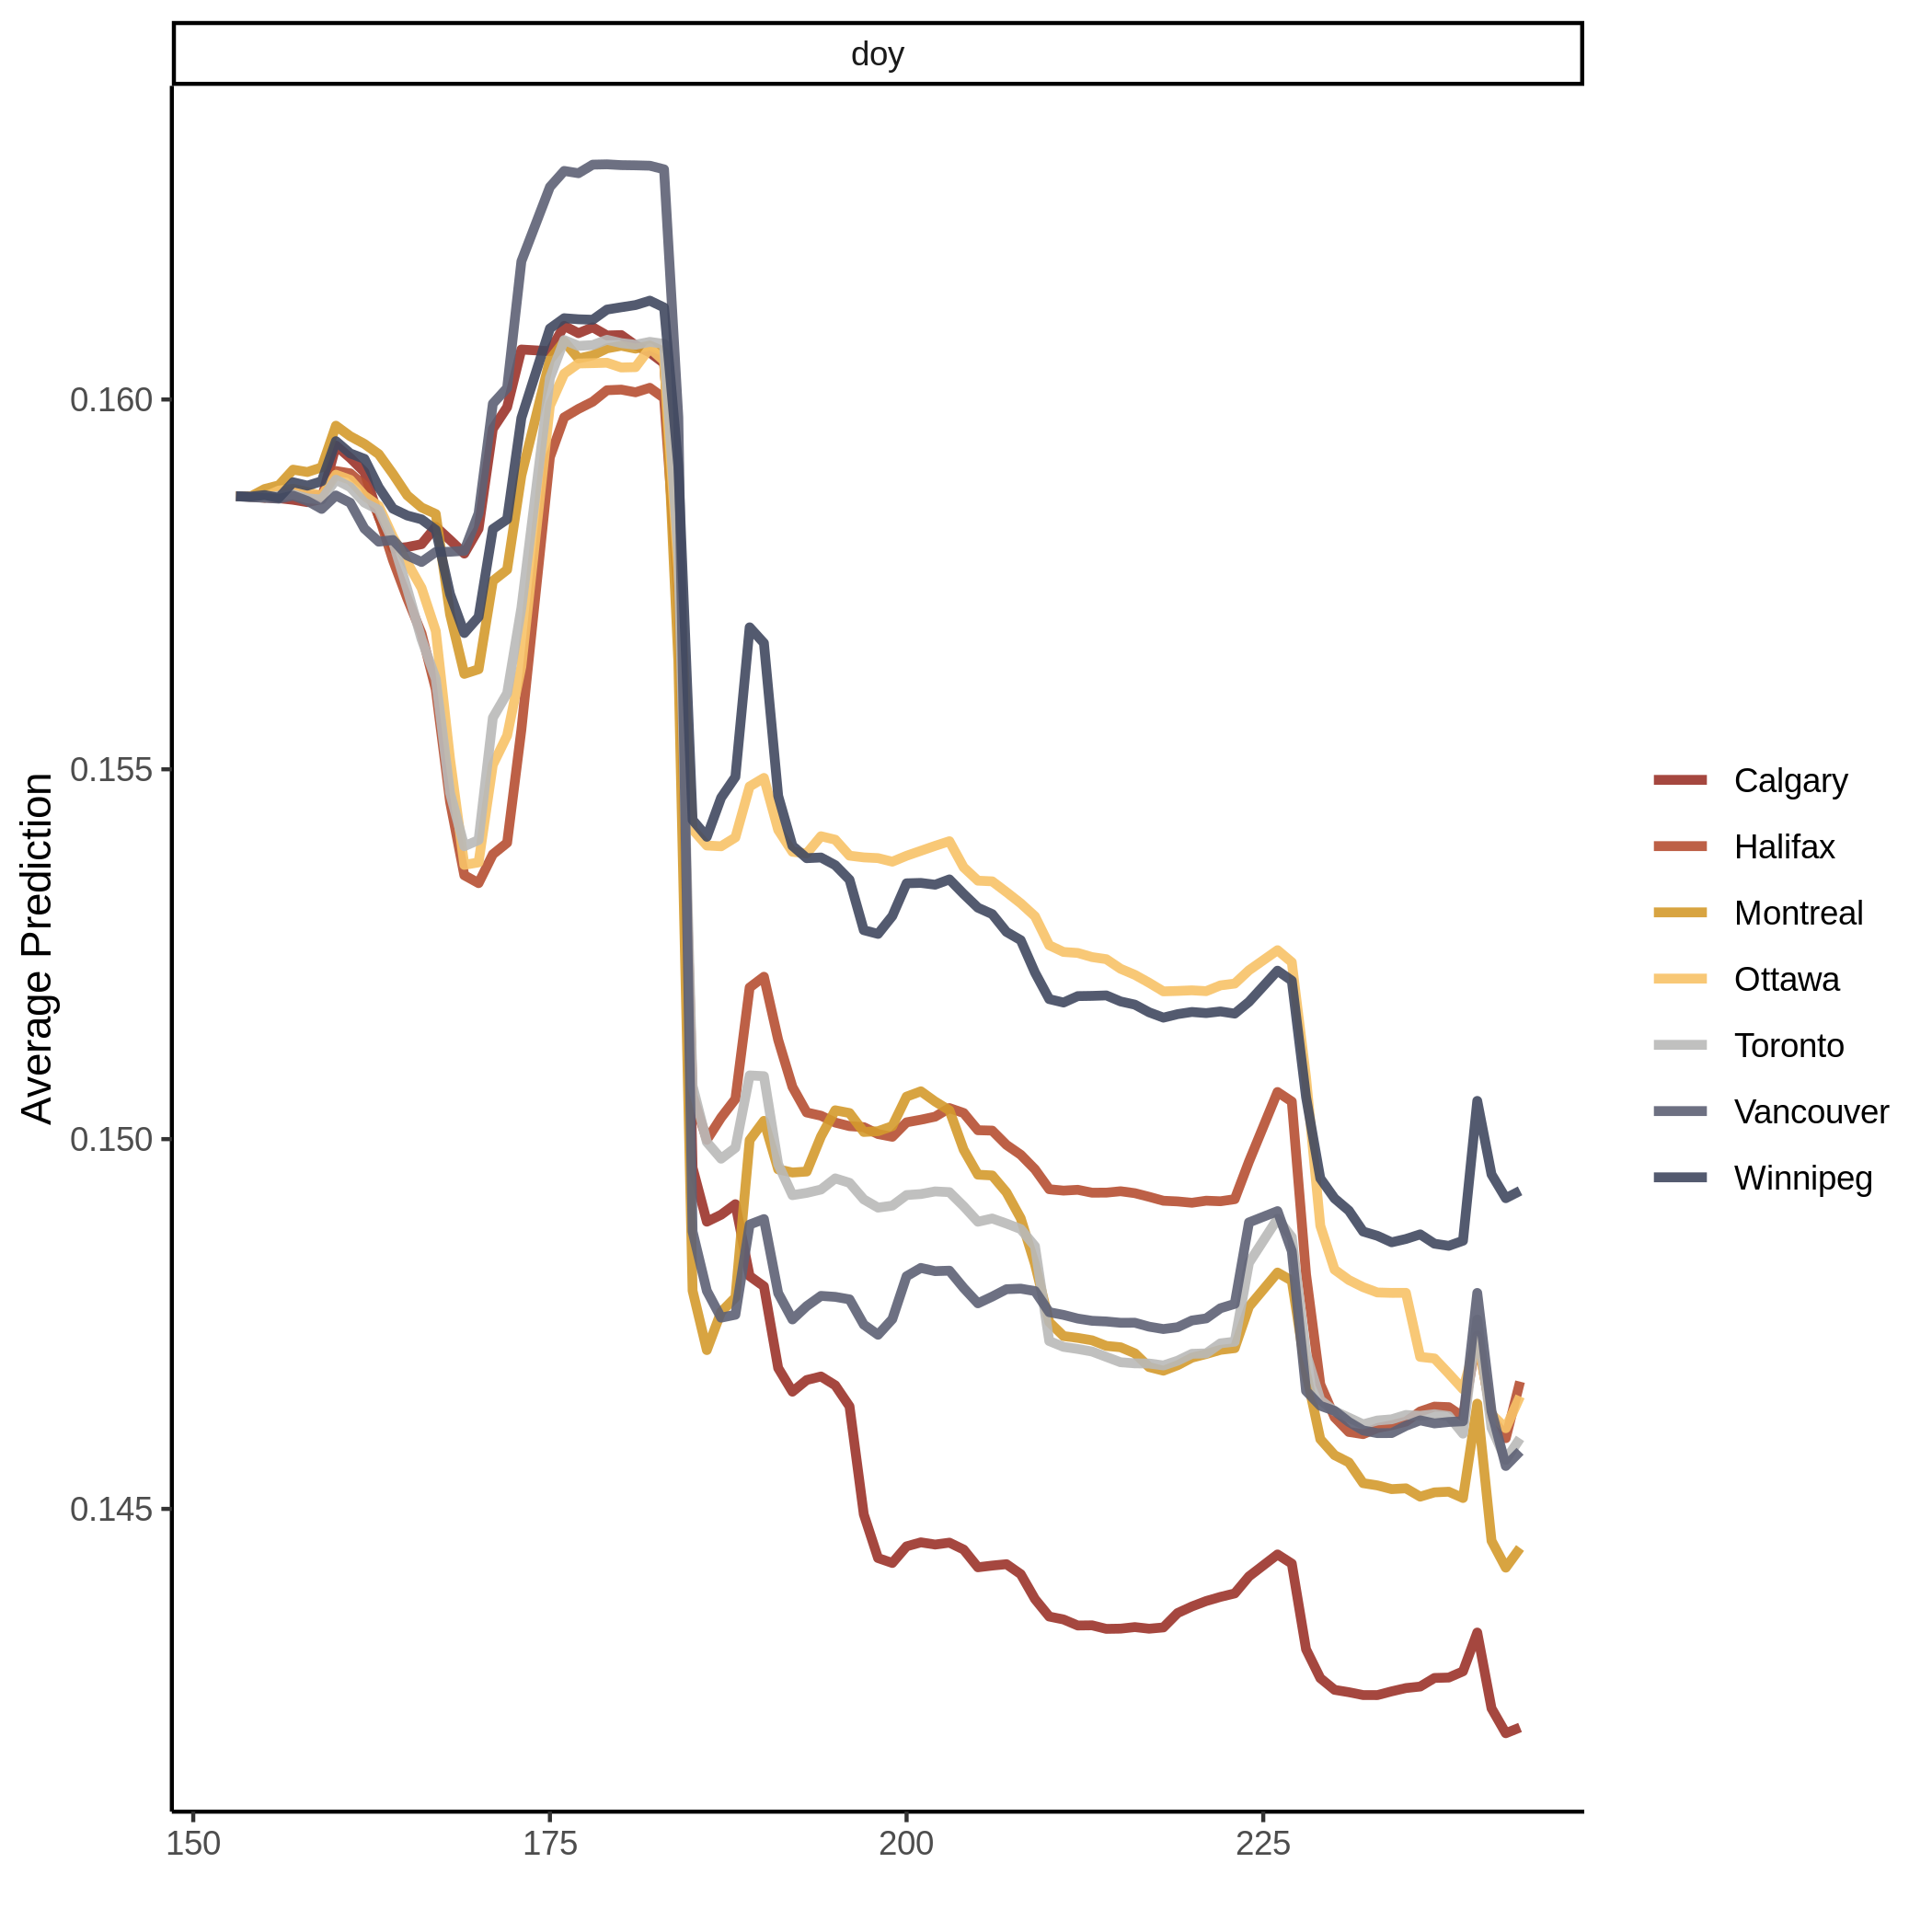 doy
Average Prediction
0.160
0.155
0.150
0.145
150
175
200
225
Calgary
Halifax
Montreal
Ottawa
Toronto
Vancouver
Winnipeg